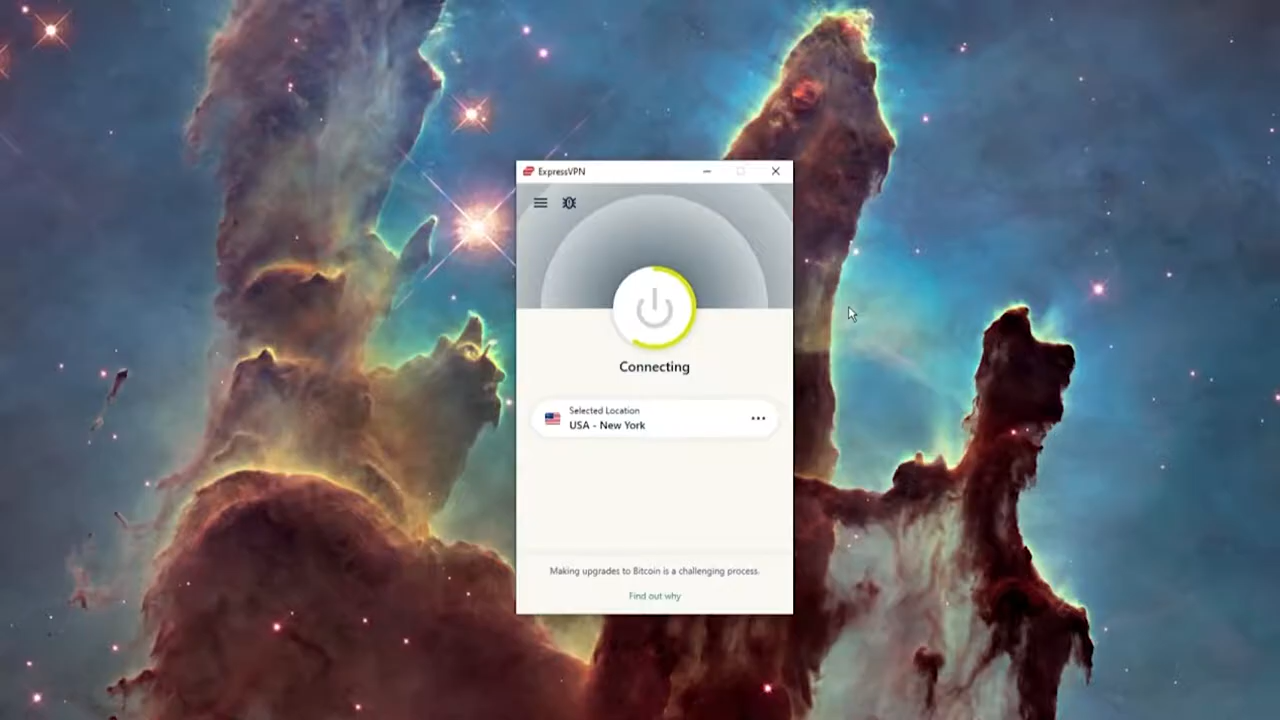 ExpressVPN
Connecting
Selected Location
USA - New York
Making upgrades to Bitcoin is a challenging process.
Find out why